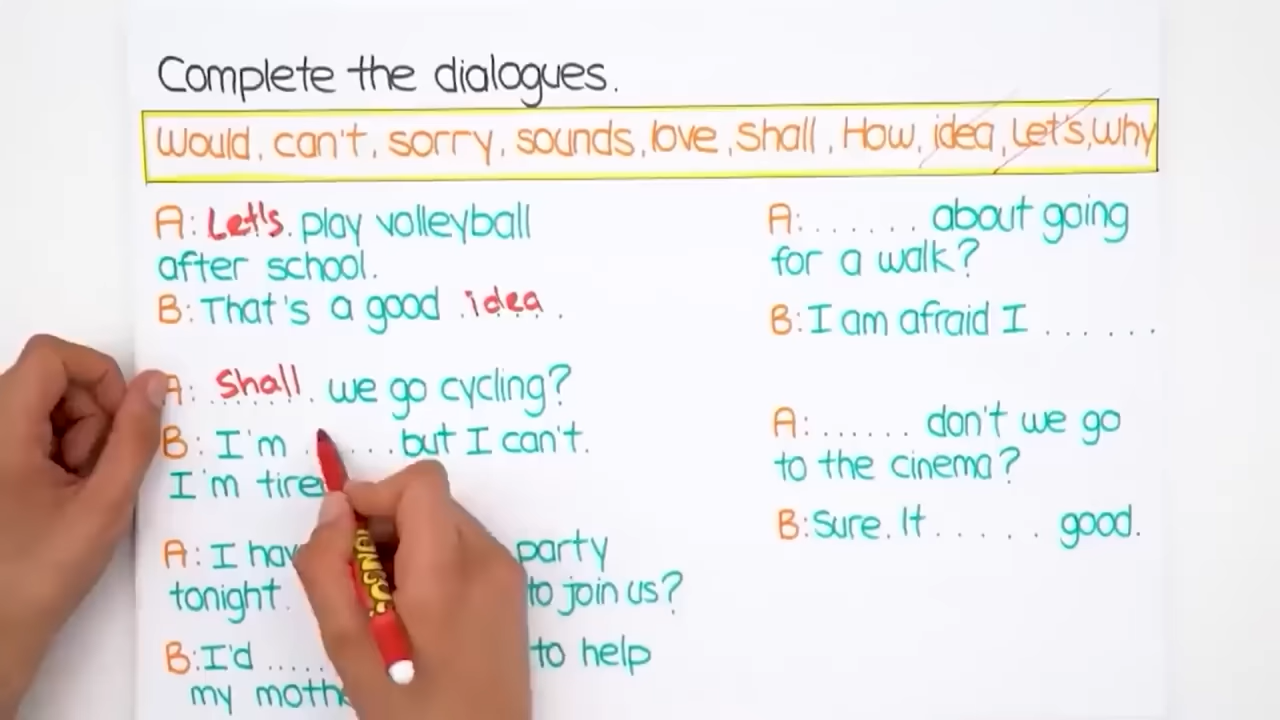 Complete the dialogues.
Would, can't, sorry, sounds, love, Shall, How, idea, Let's, Why
A: Let's play volleyball
after school.
B: That's a good idea.
A: Shall we go cycling?
B: I'm ...... but I can't.
I'm
A: I party
tonight. to join us?
B: I'd ..... to help
my
A: ....... about going
for a walk?
B: I am afraid I ......
A: ...... don't we go
to the cinema?
B: Sure. It ...... good.